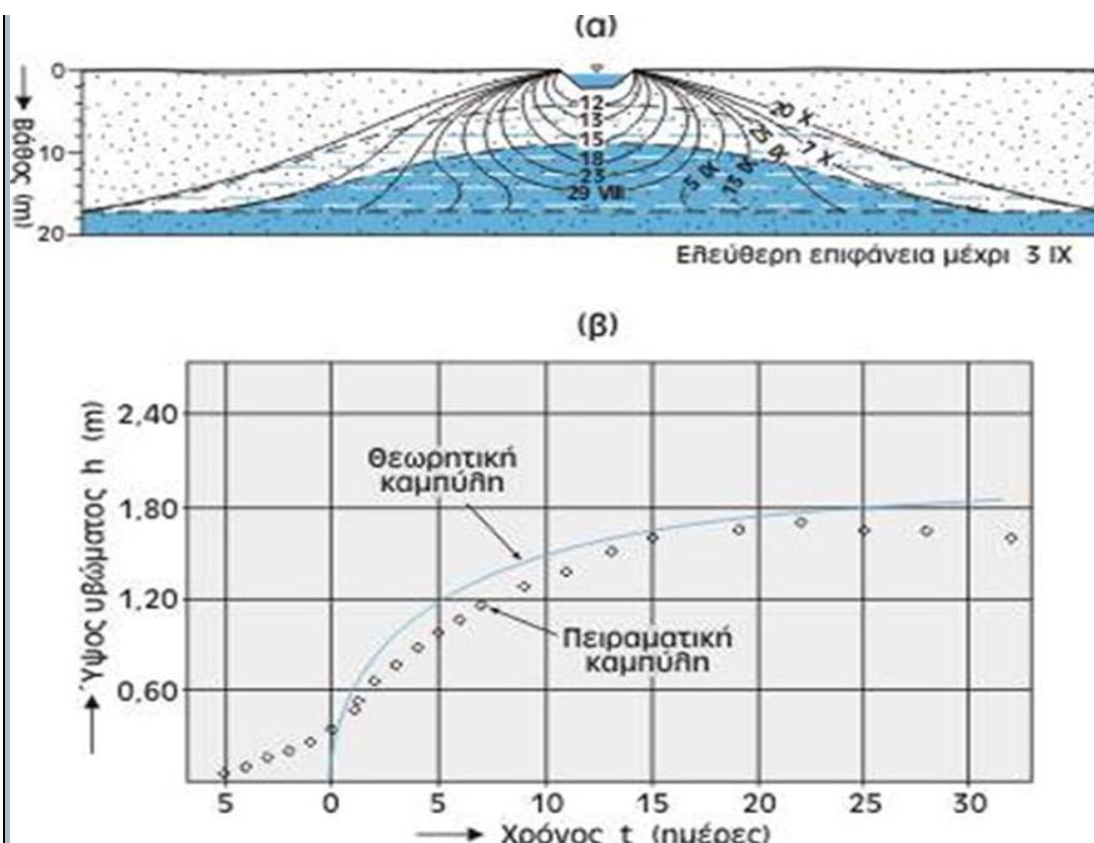 (α)
0
10
20
Βάθος (m)
12
13
15
18
23
29 VIII
5 IX
15 IX
25 IX
7 X
20 X
Ελεύθερη επιφάνεια μέχρι 3 IX
(β)
Ύψος υβώματος h (m)
2,40
1.80
1.20
0,60
Θεωρητική
καμπύλη
Πειραματική
καμπύλη
5 0 5 10 15 20 25 30
Χρόνος t (ημέρες)